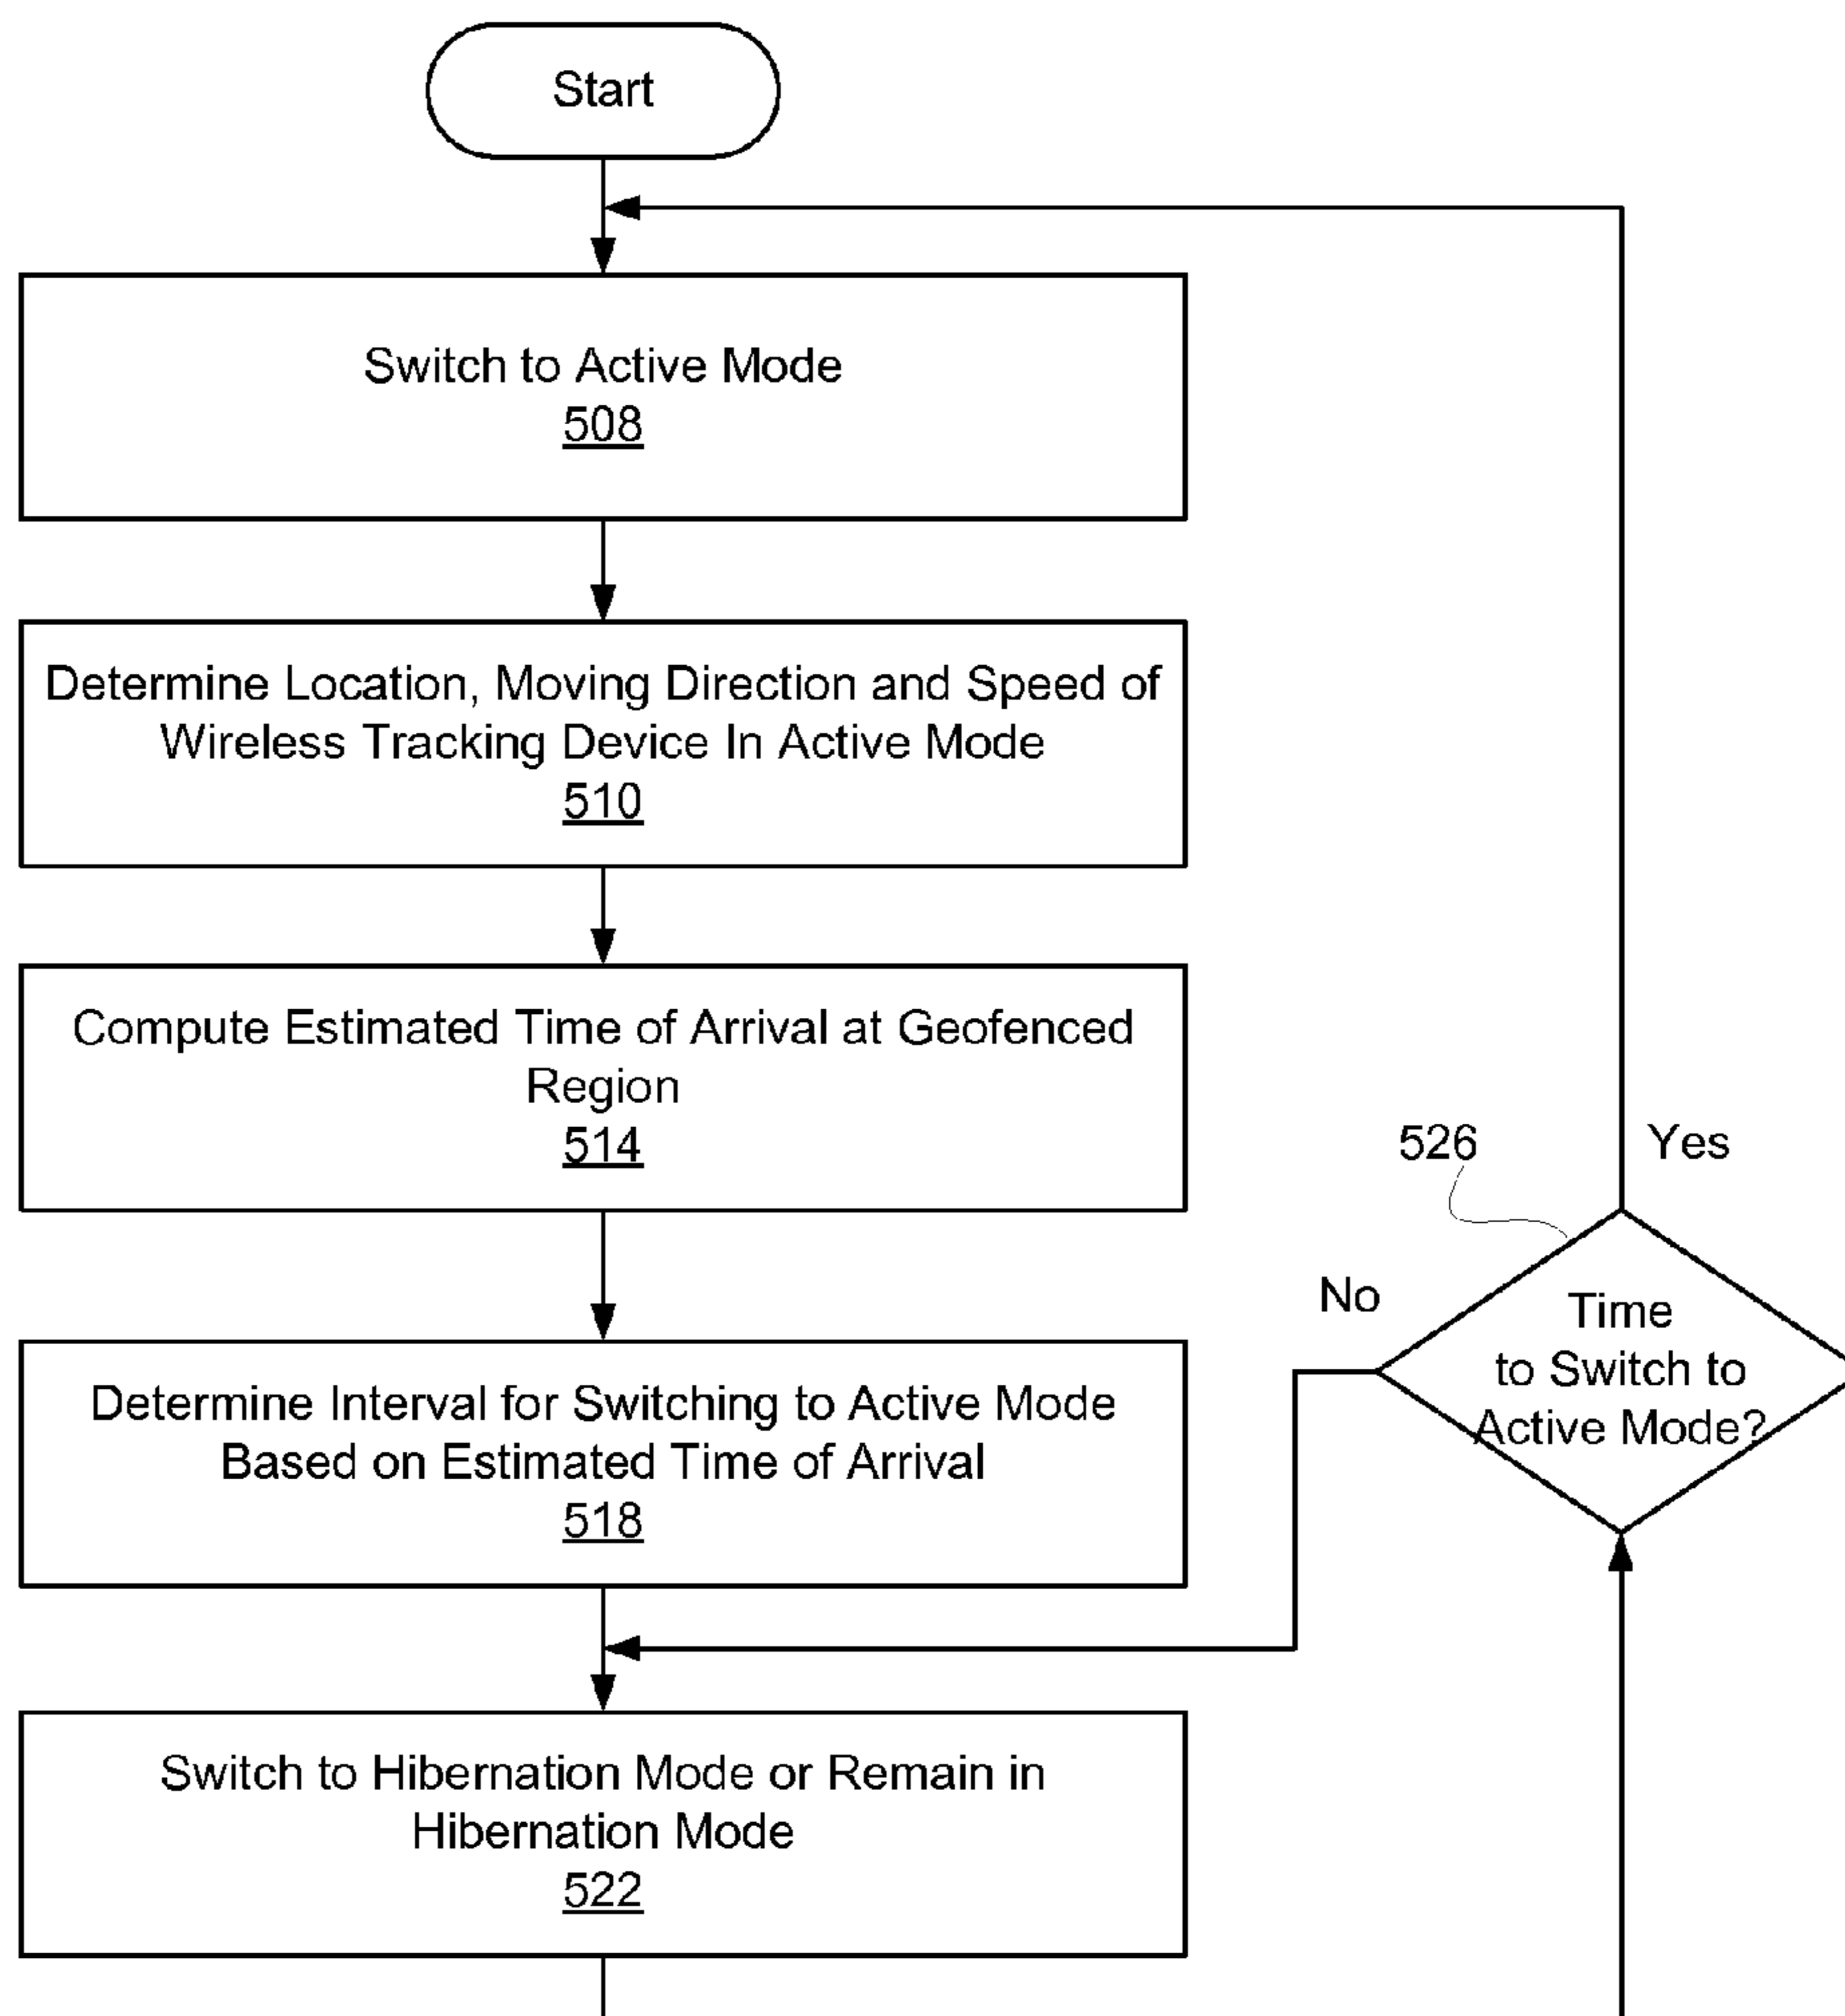 Start
Switch to Active Mode
508
Determine Location, Moving Direction and Speed of
Wireless Tracking Device In Active Mode
510
Compute Estimated Time of Arrival at Geofenced
Region
514
526
Yes
No
Time
to Switch to
Active Mode?
Determine Interval for Switching to Active Mode
Based on Estimated Time of Arrival
518
Switch to Hibernation Mode or Remain in
Hibernation Mode
522